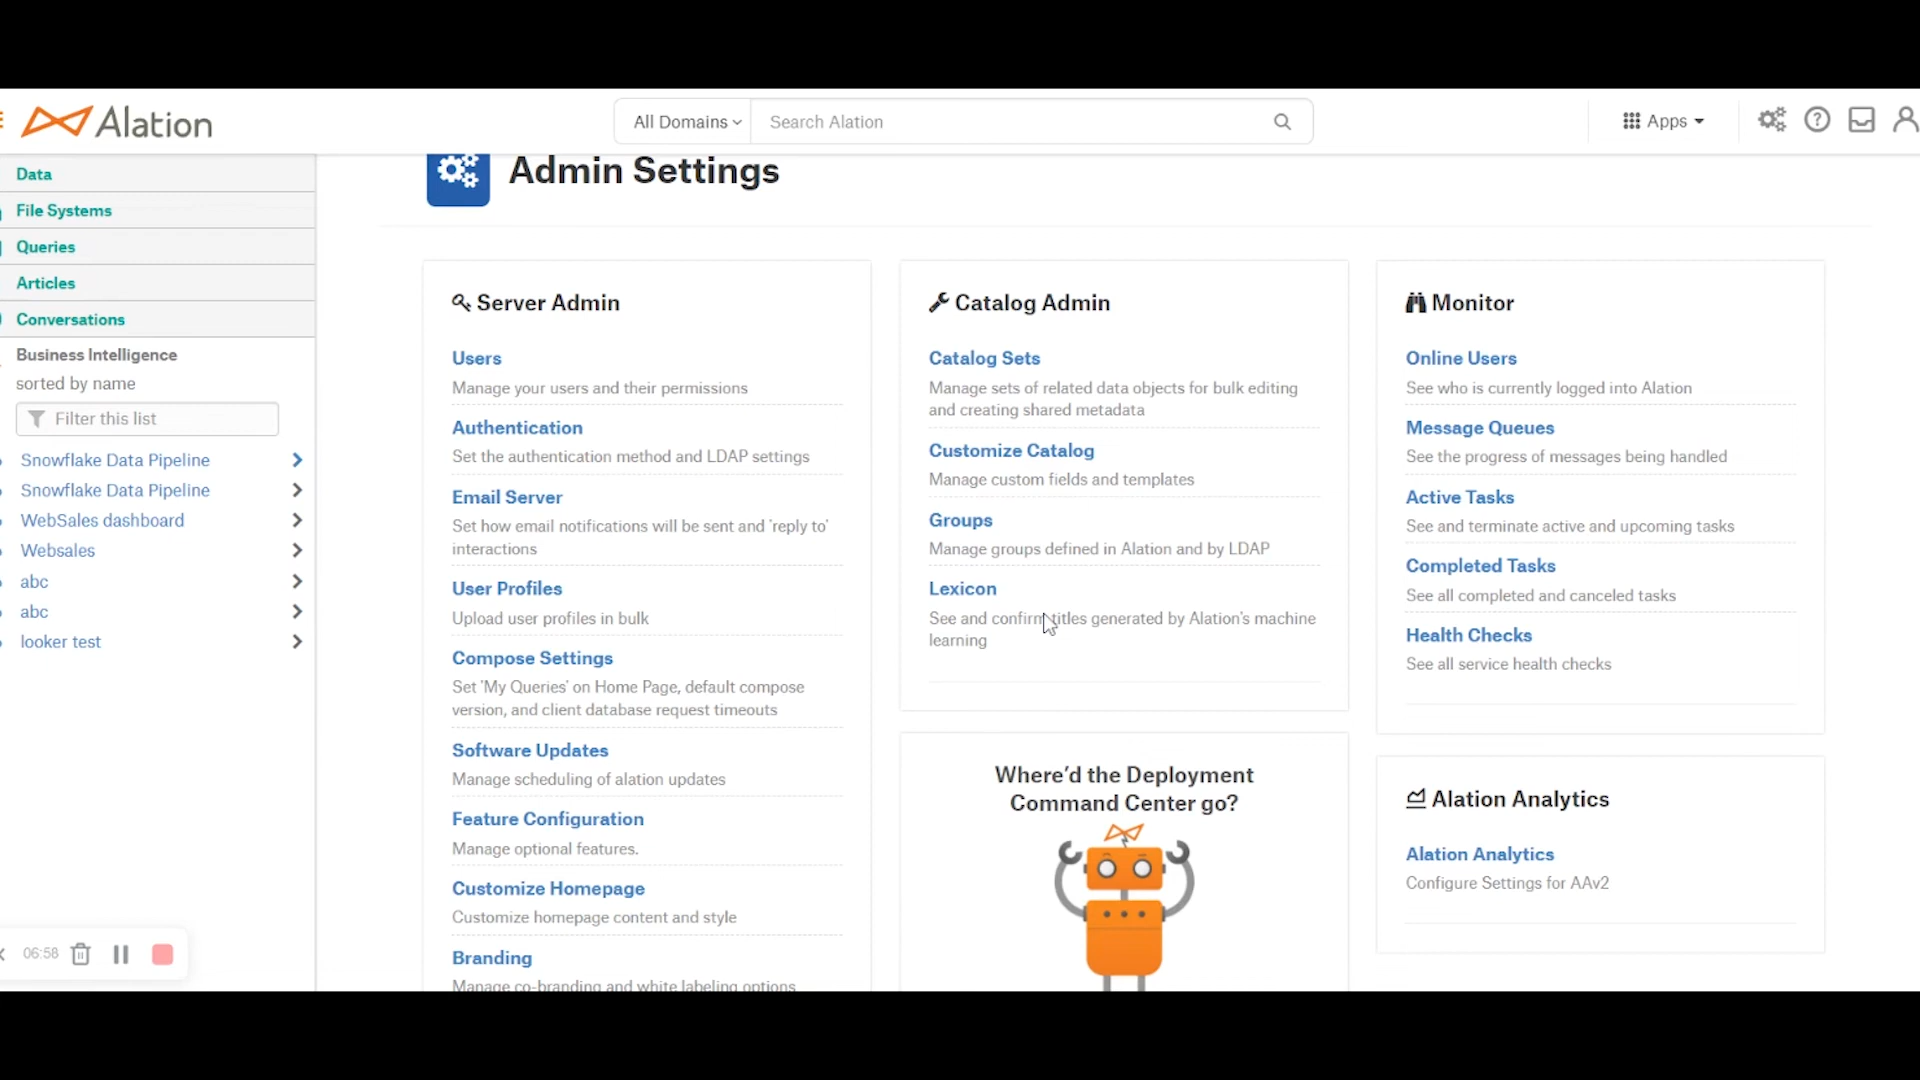 Alation
All Domains
Search Alation
Apps
Data
File Systems
Queries
Articles
Conversations
Business Intelligence
sorted by name
Filter this list
Snowflake Data Pipeline
Snowflake Data Pipeline
WebSales dashboard
Websales
abc
abc
looker test
06:58
Admin Settings
Server Admin
Users
Manage your users and their permissions
Authentication
Set the authentication method and LDAP settings
Email Server
Set how email notifications will be sent and 'reply to'
interactions
User Profiles
Upload user profiles in bulk
Compose Settings
Set 'My Queries' on Home Page, default compose
version, and client database request timeouts
Software Updates
Manage scheduling of alation updates
Feature Configuration
Manage optional features.
Customize Homepage
Customize homepage content and style
Branding
Manage co-branding and white labeling options
Catalog Admin
Catalog Sets
Manage sets of related data objects for bulk editing
and creating shared metadata
Customize Catalog
Manage custom fields and templates
Groups
Manage groups defined in Alation and by LDAP
Lexicon
See and confirm titles generated by Alation's machine
learning
Where'd the Deployment
Command Center go?
Monitor
Online Users
See who is currently logged into Alation
Message Queues
See the progress of messages being handled
Active Tasks
See and terminate active and upcoming tasks
Completed Tasks
See all completed and canceled tasks
Health Checks
See all service health checks
Alation Analytics
Alation Analytics
Configure Settings for AAv2